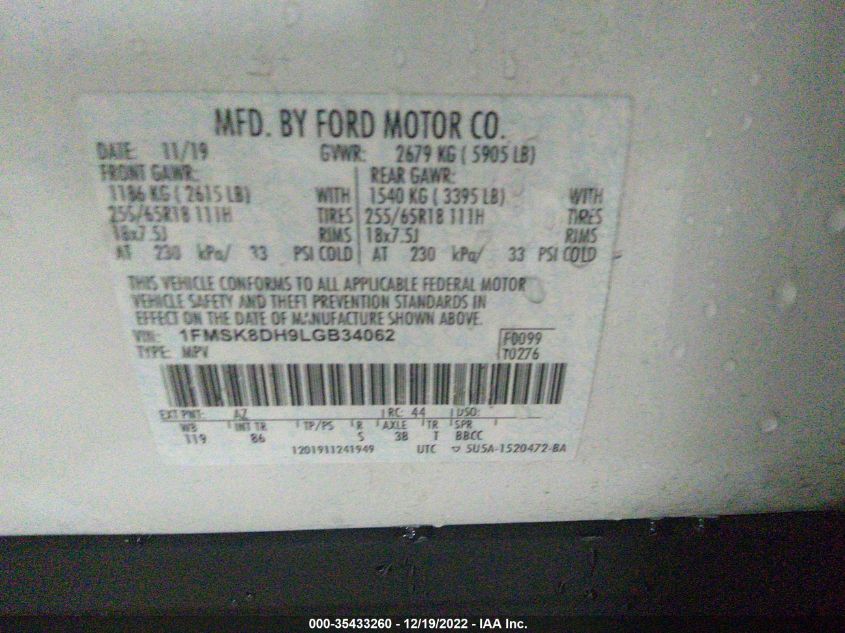 MFD. BY FORD MOTOR CO.
DATE: 11/19 GVWR: 2679 KG ( 5905 LB)
FRONT GAWR: REAR GAWR:
1186 KG ( 2615 LB) WITH 1540 KG ( 3395 LB) WITH
255/65R18 111H TIRES 255/65R18 111H TIRES
18x7.5J RIMS 18x7.5J RIMS
AT 230 kPa/ 33 PSI COLD AT 230 kPa/ 33 PSI COLD
THIS VEHICLE CONFORMS TO ALL APPLICABLE FEDERAL MOTOR
VEHICLE SAFETY AND THEFT PREVENTION STANDARDS IN
EFFECT ON THE DATE OF MANUFACTURE SHOWN ABOVE.
VIN: 1FMSK8DH9LGB34062 F0099
TYPE: MPV T0276
EXT PNT: AZ RC: 44 DSO:
WB INT TR TP/PS R AXLE TR SPR
119 86 S 38 T BBCC
1201911241949 UTC 5U5A-1520472-BA
000-35433260 - 12/19/2022 - IAA Inc.